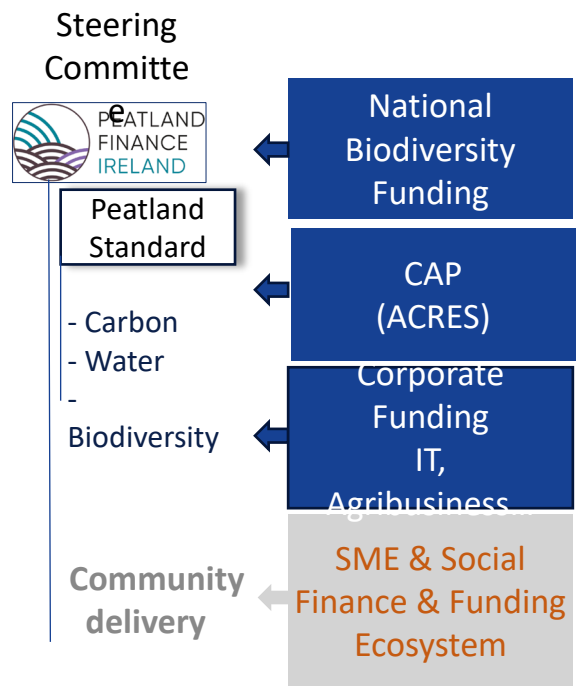 Steering
Committe
e
PEATLAND
FINANCE
IRELAND
Peatland
Standard
- Carbon
- Water
-
Biodiversity
Community
delivery
National
Biodiversity
Funding
CAP
(ACRES)
Corporate
Funding
IT,
Agribusiness...
SME & Social
Finance & Funding
Ecosystem